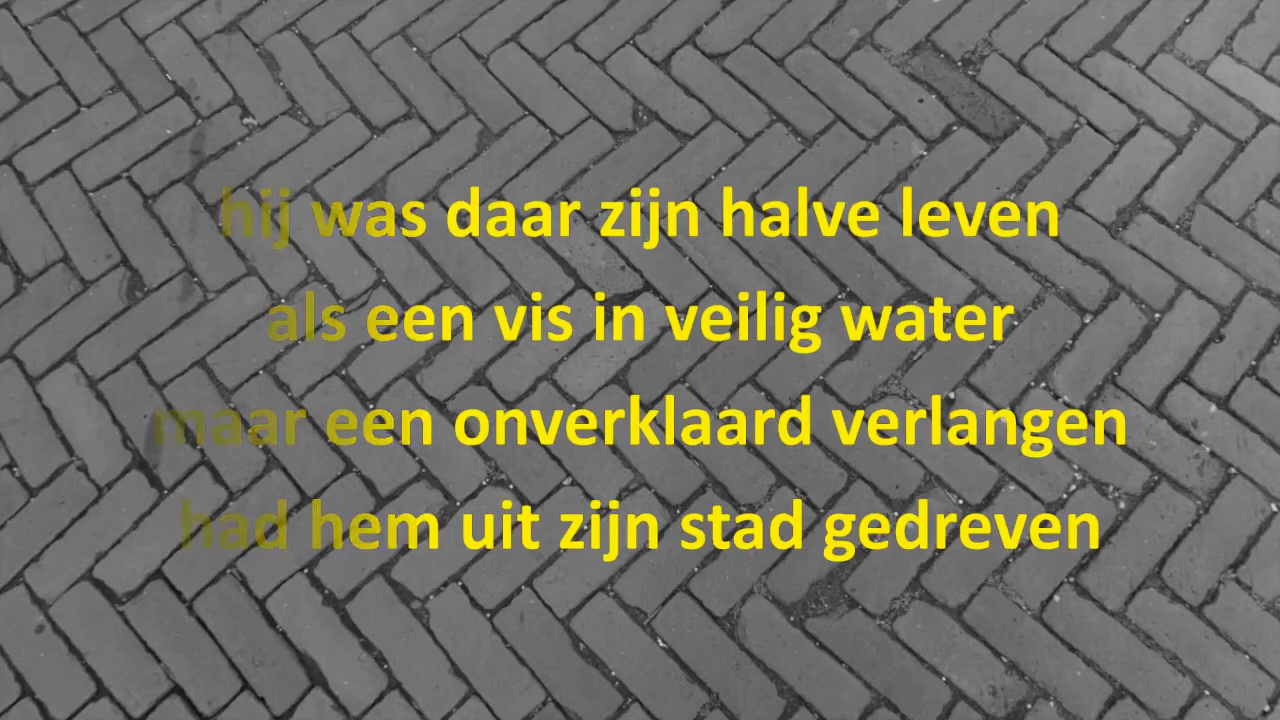 hij was daar zijn halve leven
als een vis in veilig water
maar een onverklaard verlangen
had hem uit zijn stad gedreven